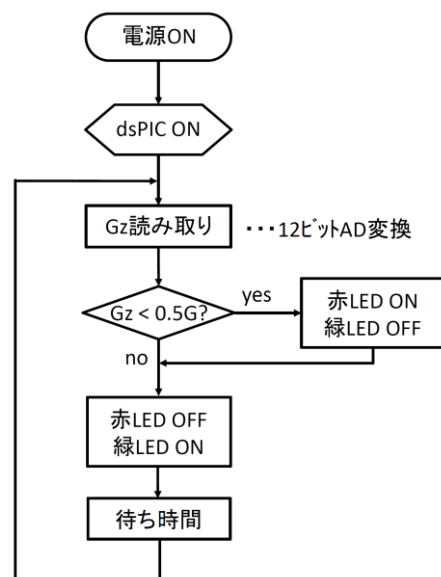 電源ON
dsPIC ON
Gz読み取り
･･･12ビットAD変換
Gz < 0.5G?
yes
赤LED ON
緑LED OFF
no
赤LED OFF
緑LED ON
待ち時間